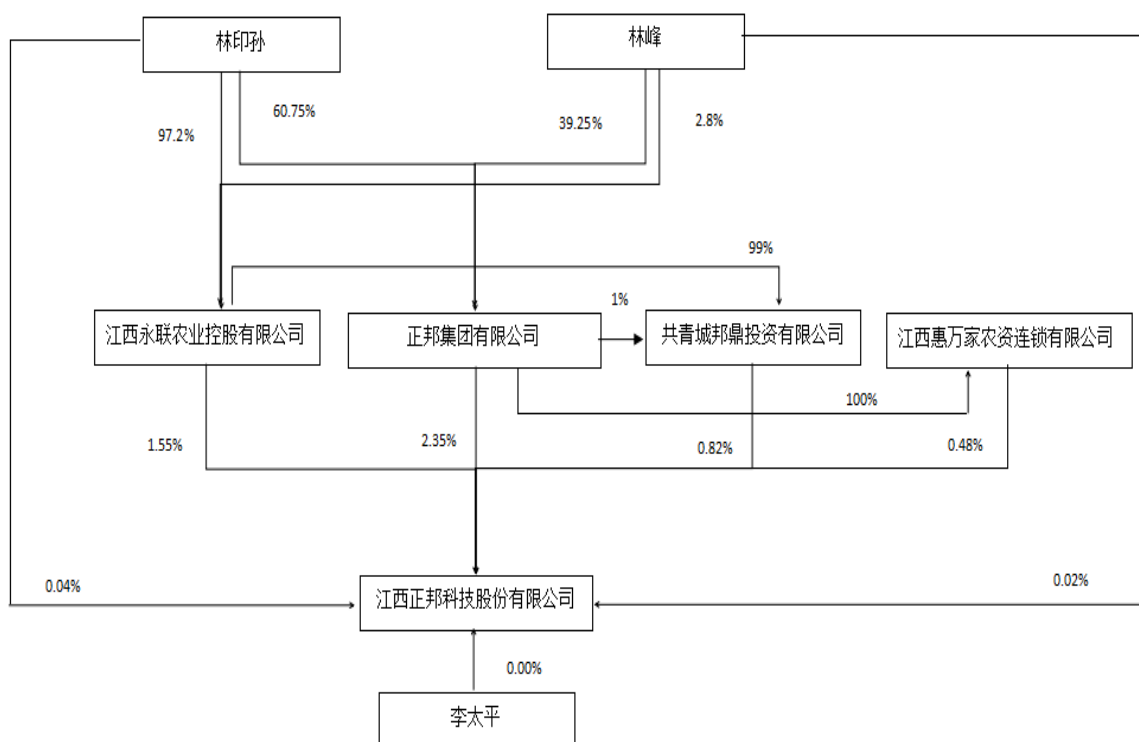 林印孙
林峰
60.75%
39.25%
2.8%
97.2%
99%
1%
江西永联农业控股有限公司
正邦集团有限公司
共青城邦鼎投资有限公司
江西惠万家农资连锁有限公司
100%
1.55%
2.35%
0.82%
0.48%
0.04%
江西正邦科技股份有限公司
0.02%
0.00%
李太平